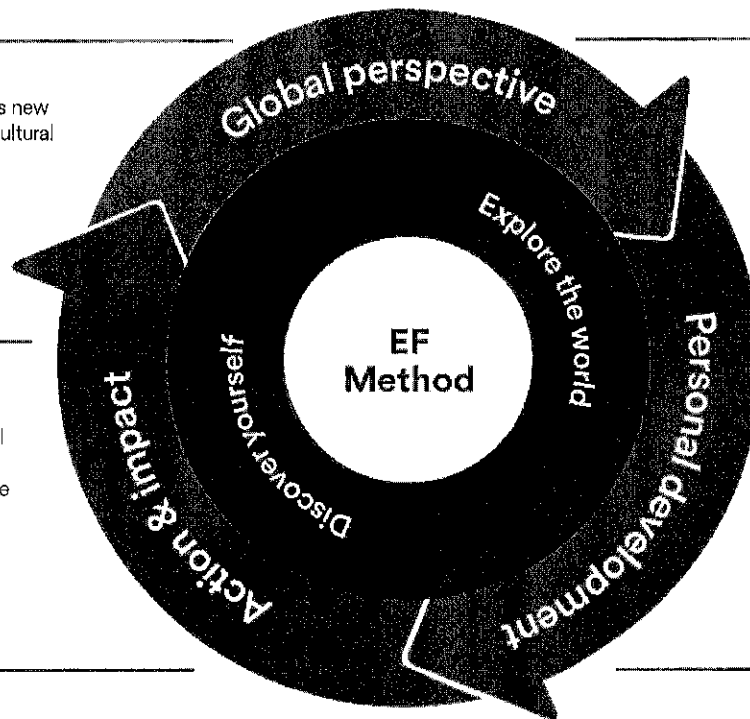 s new
ultural
l
e
Global perspective
Explore the world
Personal development
Discover yourself
Action & impact
EF
Method